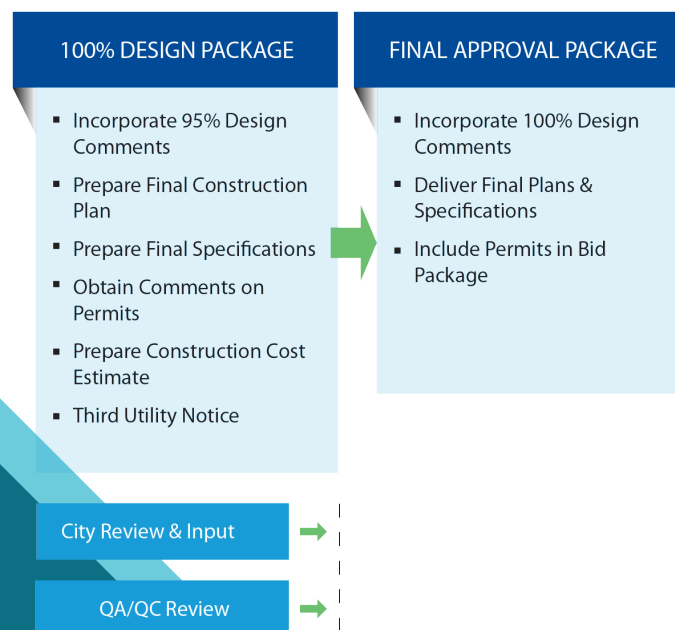 100% DESIGN PACKAGE
▪ Incorporate 95% Design
Comments
▪ Prepare Final Construction
Plan
▪ Prepare Final Specifications
▪ Obtain Comments on
Permits
▪ Prepare Construction Cost
Estimate
▪ Third Utility Notice
FINAL APPROVAL PACKAGE
▪ Incorporate 100% Design
Comments
▪ Deliver Final Plans &
Specifications
▪ Include Permits in Bid
Package
City Review & Input
QA/QC Review